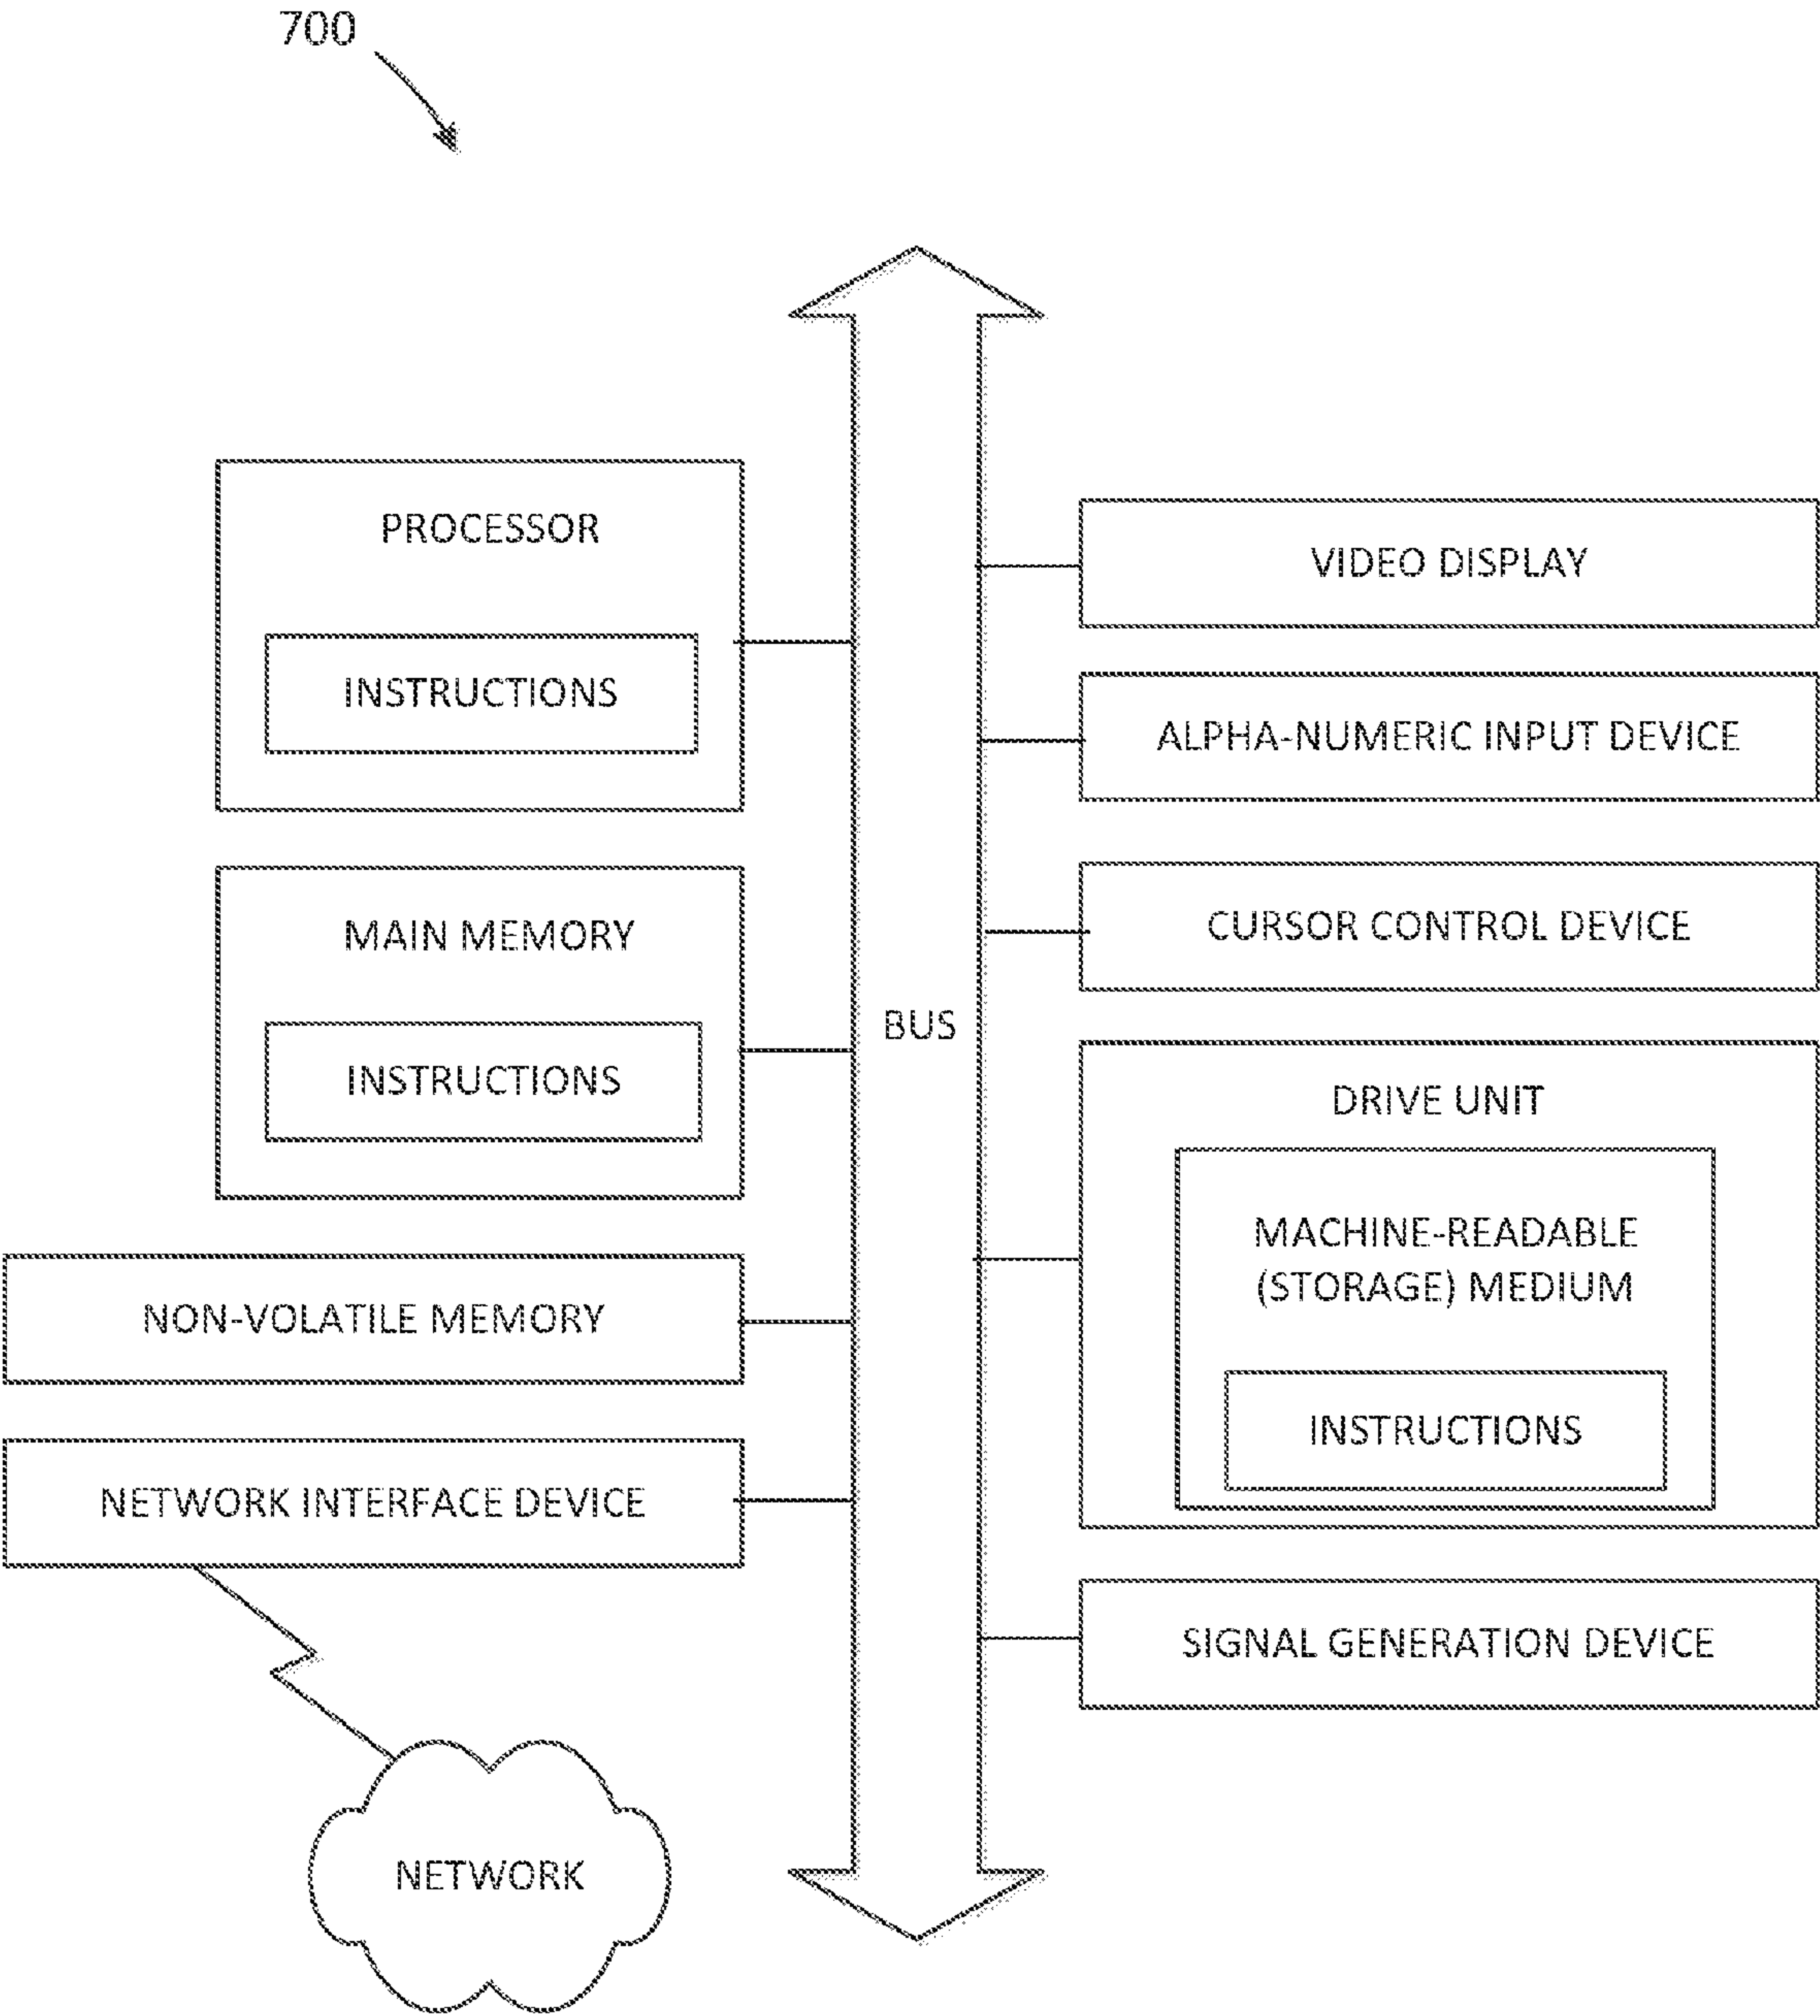 700
PROCESSOR
INSTRUCTIONS
MAIN MEMORY
INSTRUCTIONS
NON-VOLATILE MEMORY
NETWORK INTERFACE DEVICE
NETWORK
BUS
VIDEO DISPLAY
ALPHA-NUMERIC INPUT DEVICE
CURSOR CONTROL DEVICE
DRIVE UNIT
MACHINE-READABLE
(STORAGE) MEDIUM
INSTRUCTIONS
SIGNAL GENERATION DEVICE